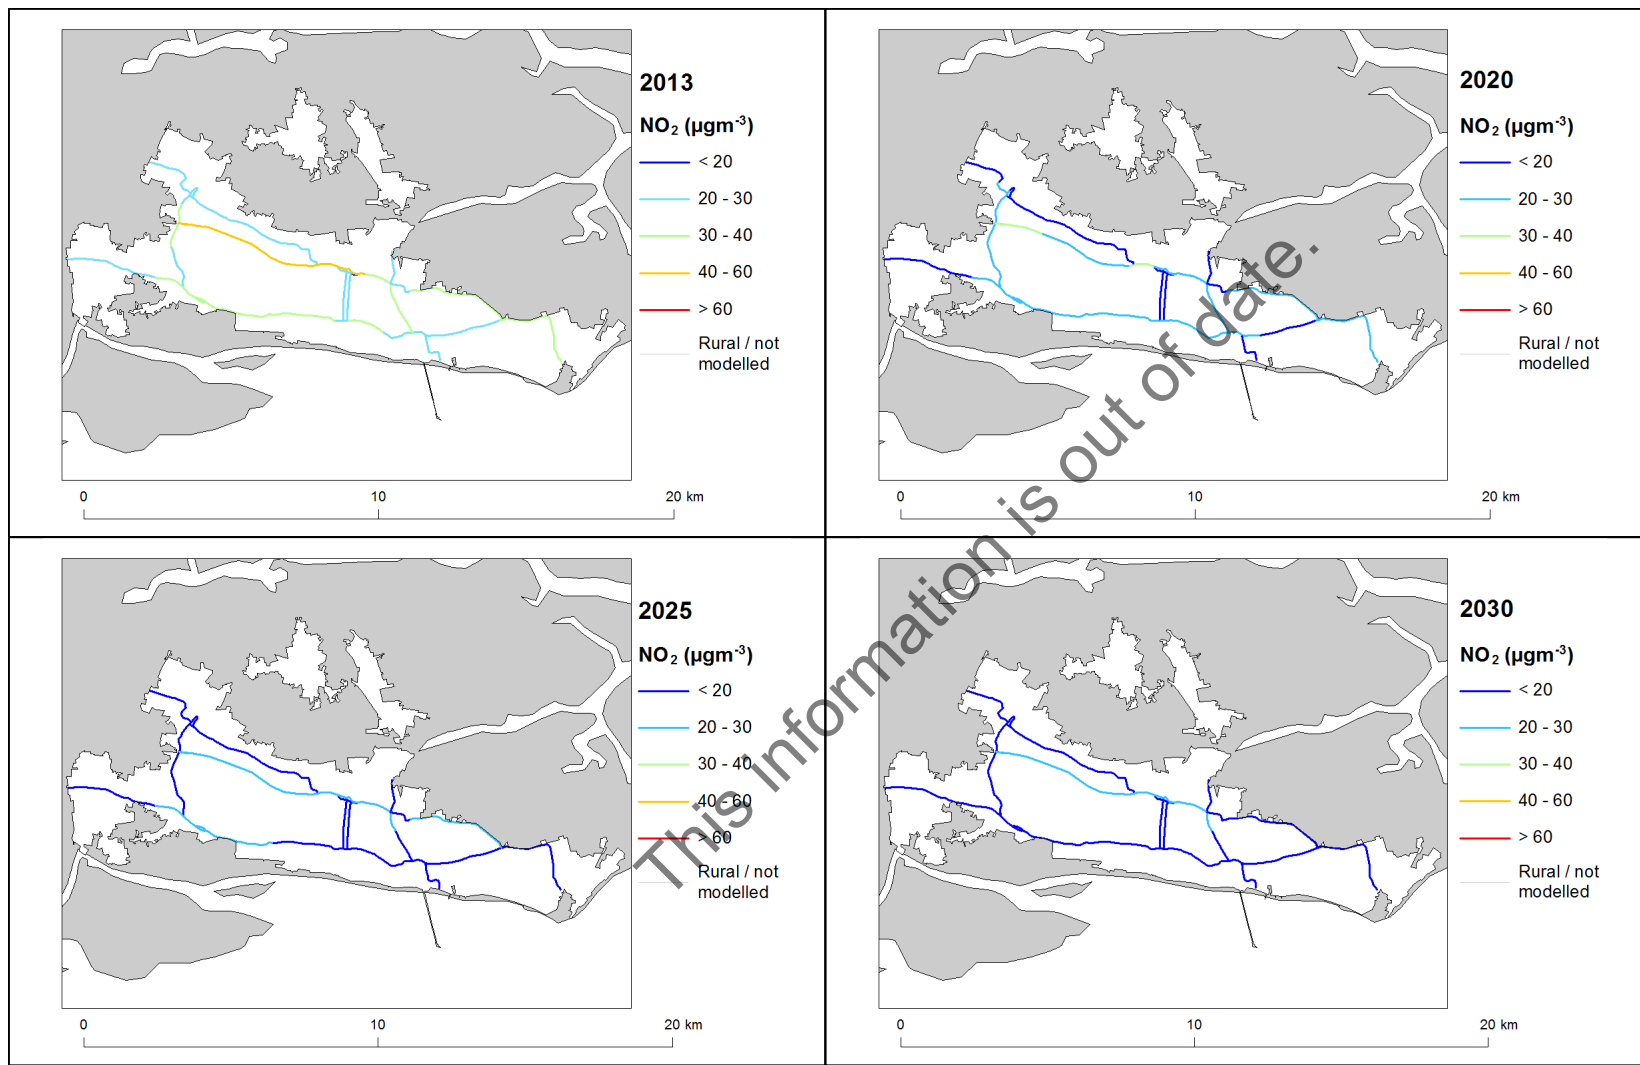 2013
NO₂ (µgm⁻³)
< 20
20 - 30
30 - 40
40 - 60
> 60
Rural / not
modelled
0 10 20 km
2020
NO₂ (µgm⁻³)
< 20
20 - 30
30 - 40
40 - 60
> 60
Rural / not
modelled
0 10 20 km
2025
NO₂ (µgm⁻³)
< 20
20 - 30
30 - 40
40 - 60
> 60
Rural / not
modelled
0 10 20 km
2030
NO₂ (µgm⁻³)
< 20
20 - 30
30 - 40
40 - 60
> 60
Rural / not
modelled
0 10 20 km
This information is out of date.